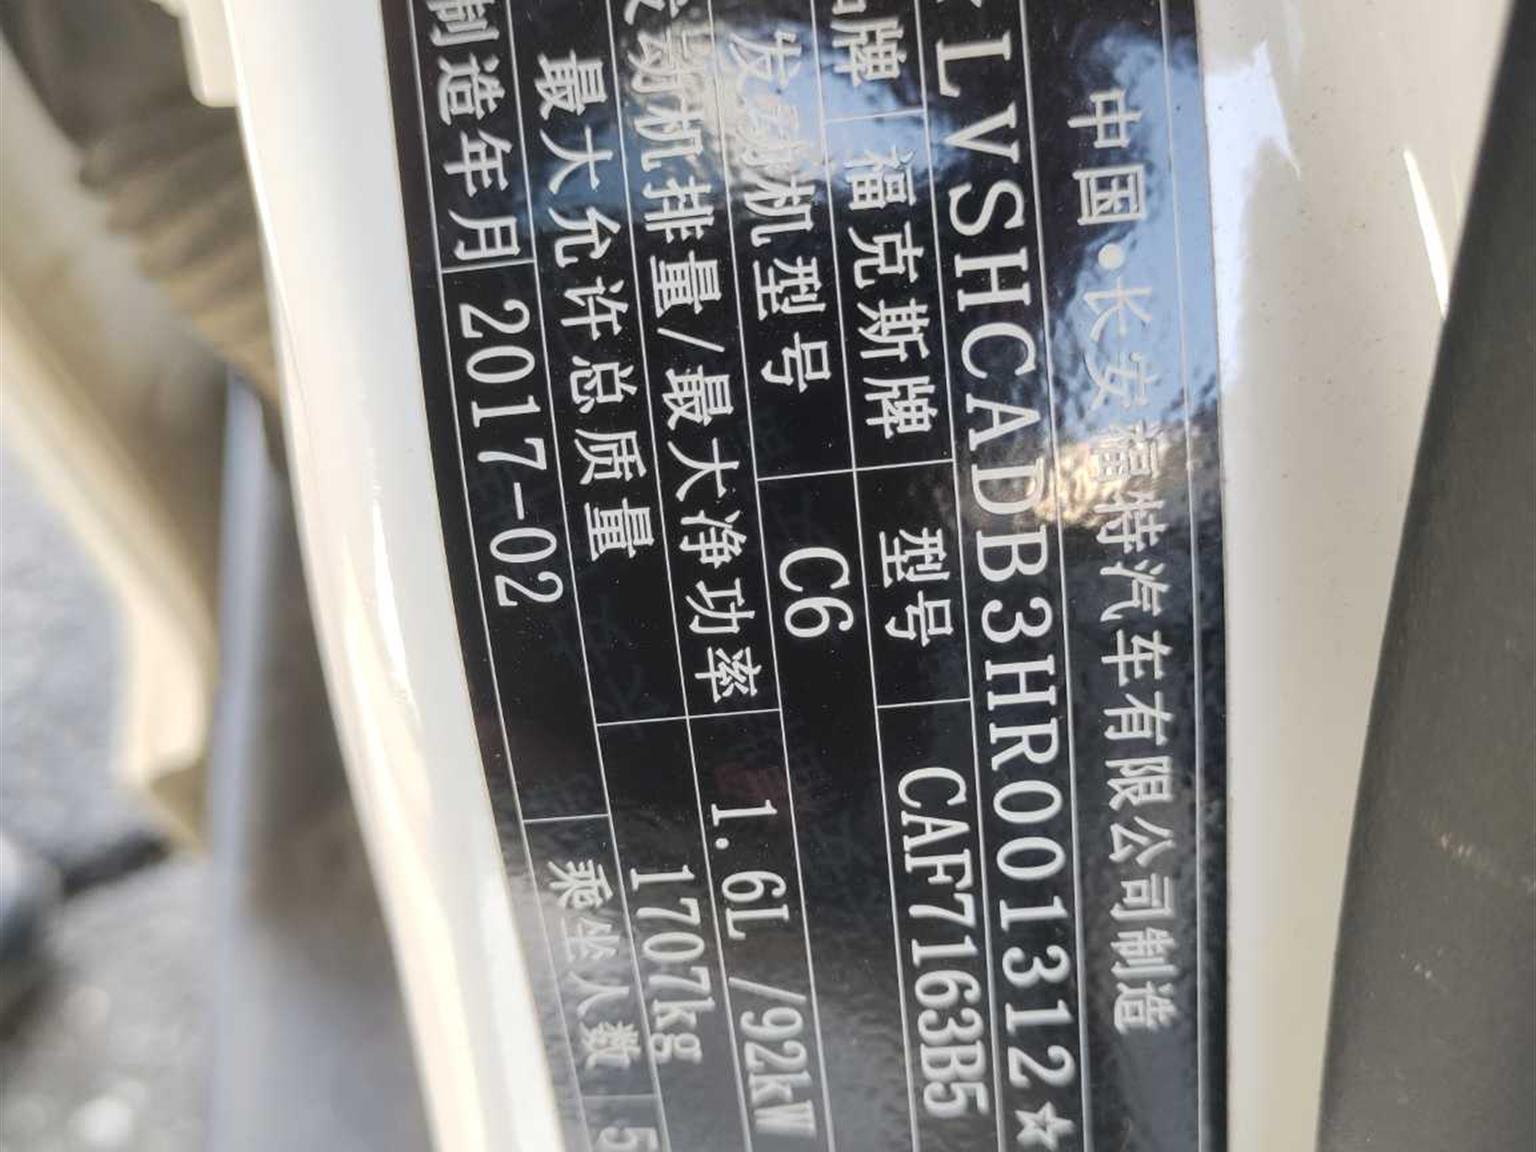 中国·长安福特汽车有限公司制造
LVSHCADB3HR001312☆
品牌 福克斯牌 型号 CAF7163B5
发动机型号 C6
发动机排量/最大净功率 1.6L/92kW
最大允许总质量 1707kg
制造年月 2017-02 乘坐人数 5